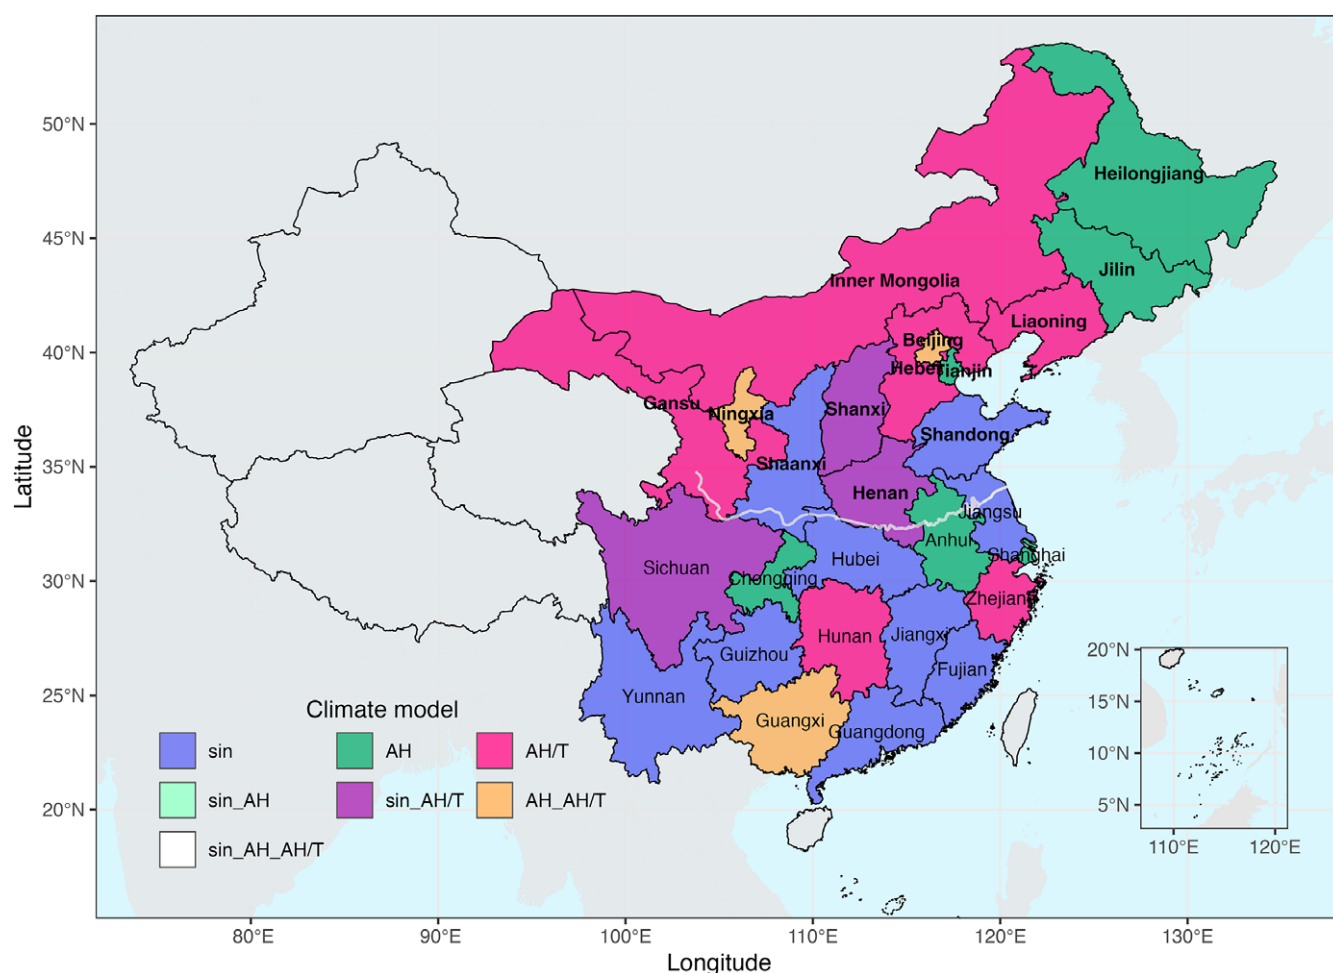 50°N
45°N
40°N
35°N
30°N
25°N
20°N
Latitude
Heilongjiang
Jilin
Inner Mongolia
Liaoning
Beijing
Hebei
Tianjin
Gansu
Ningxia
Shanxi
Shandong
Shaanxi
Henan
Jiangsu
Anhui
Shanghai
Hubei
Sichuan
Chongqing
Zhejiang
Hunan
Jiangxi
Guizhou
Fujian
Yunnan
Guangxi
Guangdong
Climate model
sin
AH
AH/T
sin_AH
sin_AH/T
AH_AH/T
sin_AH_AH/T
20°N
15°N
10°N
5°N
110°E
120°E
80°E
90°E
100°E
110°E
120°E
130°E
Longitude